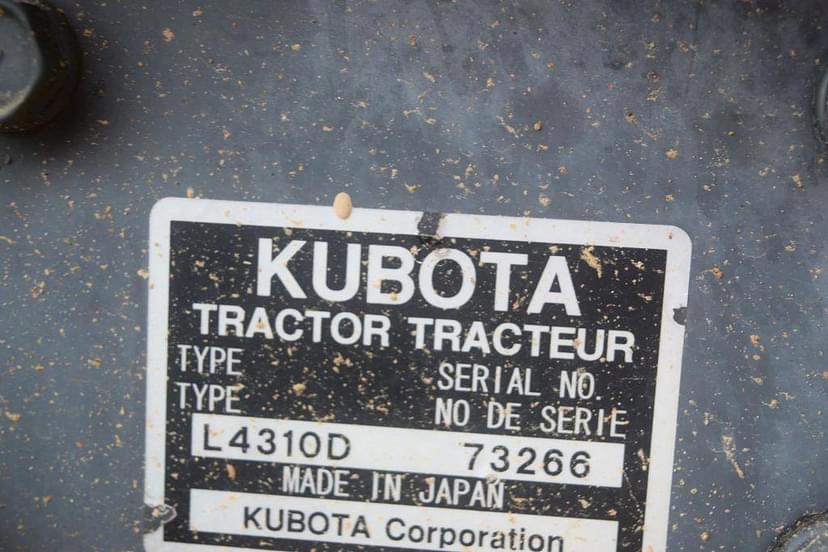 KUBOTA
TRACTOR TRACTEUR
TYPE SERIAL NO.
TYPE NO DE SERIE
L4310D 73266
MADE IN JAPAN
KUBOTA Corporation